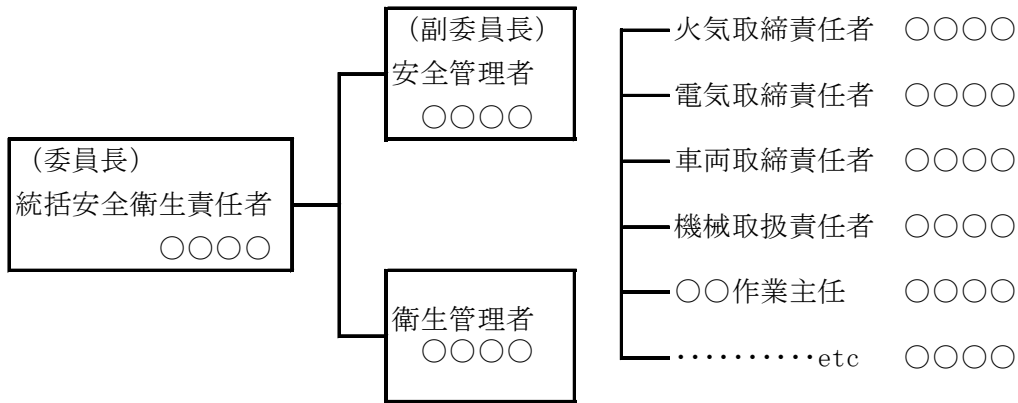 （委員長）
統括安全衛生責任者
○○○○
（副委員長）
安全管理者
○○○○
衛生管理者
○○○○
火気取締責任者　○○○○
電気取締責任者　○○○○
車両取締責任者　○○○○
機械取扱責任者　○○○○
○○作業主任　○○○○
・・・・・・・・・・etc　○○○○